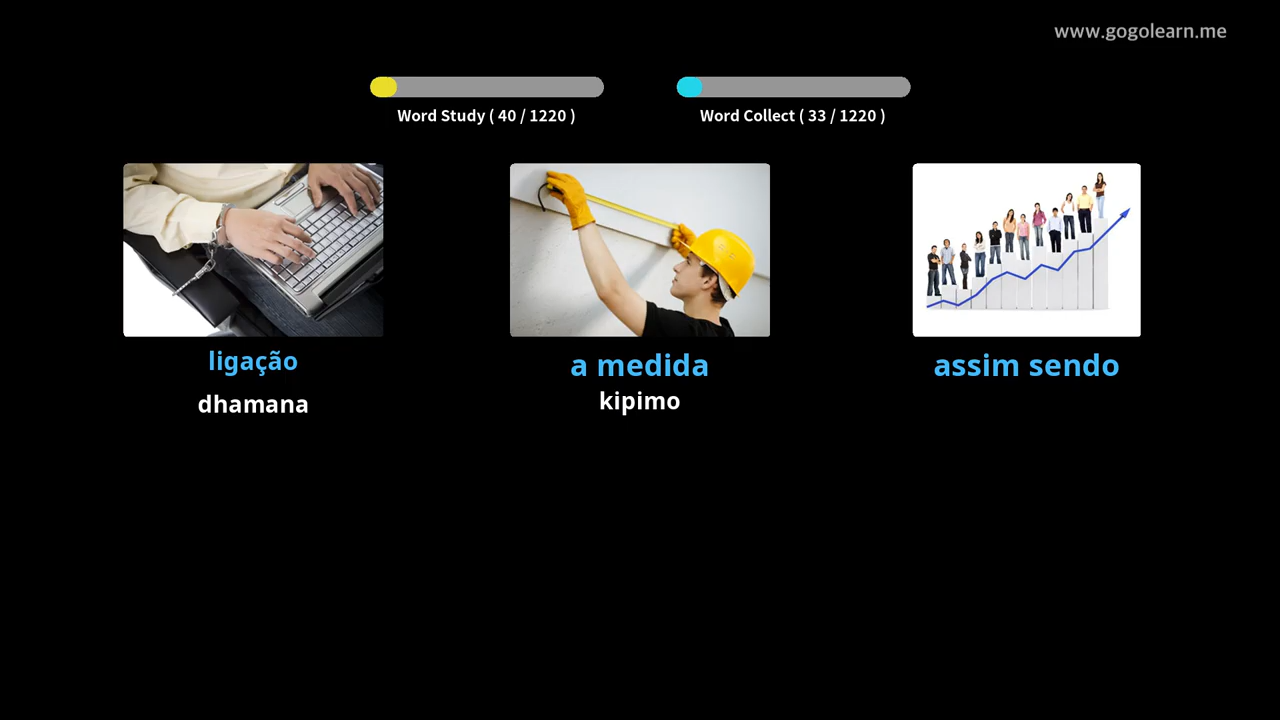 www.gogolearn.me
Word Study ( 40 / 1220 )
Word Collect ( 33 / 1220 )
ligação
a medida
assim sendo
dhamana
kipimo